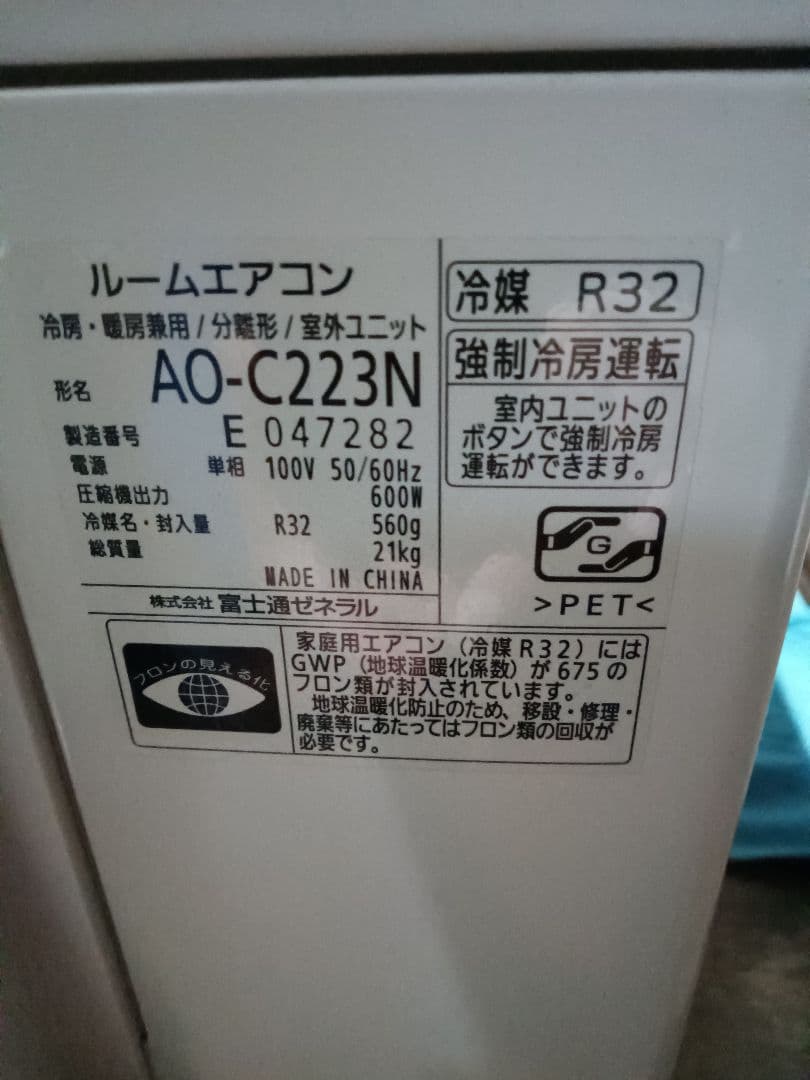 ルームエアコン
冷房・暖房兼用/分離形/室外ユニット
形名 AO-C223N
製造番号 E 047282
電源 単相 100V 50/60Hz
圧縮機出力 600W
冷媒名・封入量 R32 560g
総質量 21kg
MADE IN CHINA
株式会社 富士通ゼネラル
冷媒 R32
強制冷房運転
室内ユニットの
ボタンで強制冷房
運転ができます。
G
>PET<
フロンの見える化
家庭用エアコン(冷媒R32)には
GWP(地球温暖化係数)が675の
フロン類が封入されています。
地球温暖化防止のため、移設・修理・
廃棄等にあたってはフロン類の回収が
必要です。